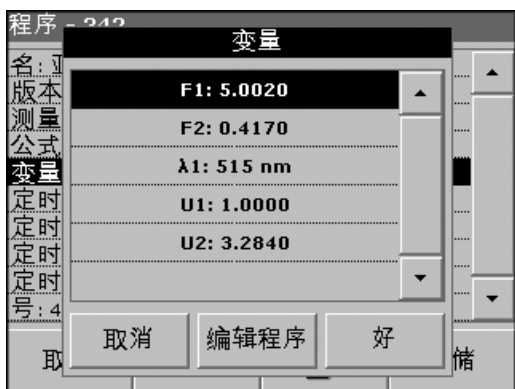 程序 - 342
变量
名:
版本
测量
公式
变量
定时
定时
定时
定时
号: 4
F1: 5.0020
F2: 0.4170
λ1: 515 nm
U1: 1.0000
U2: 3.2840
取消
编辑程序
好
取
储